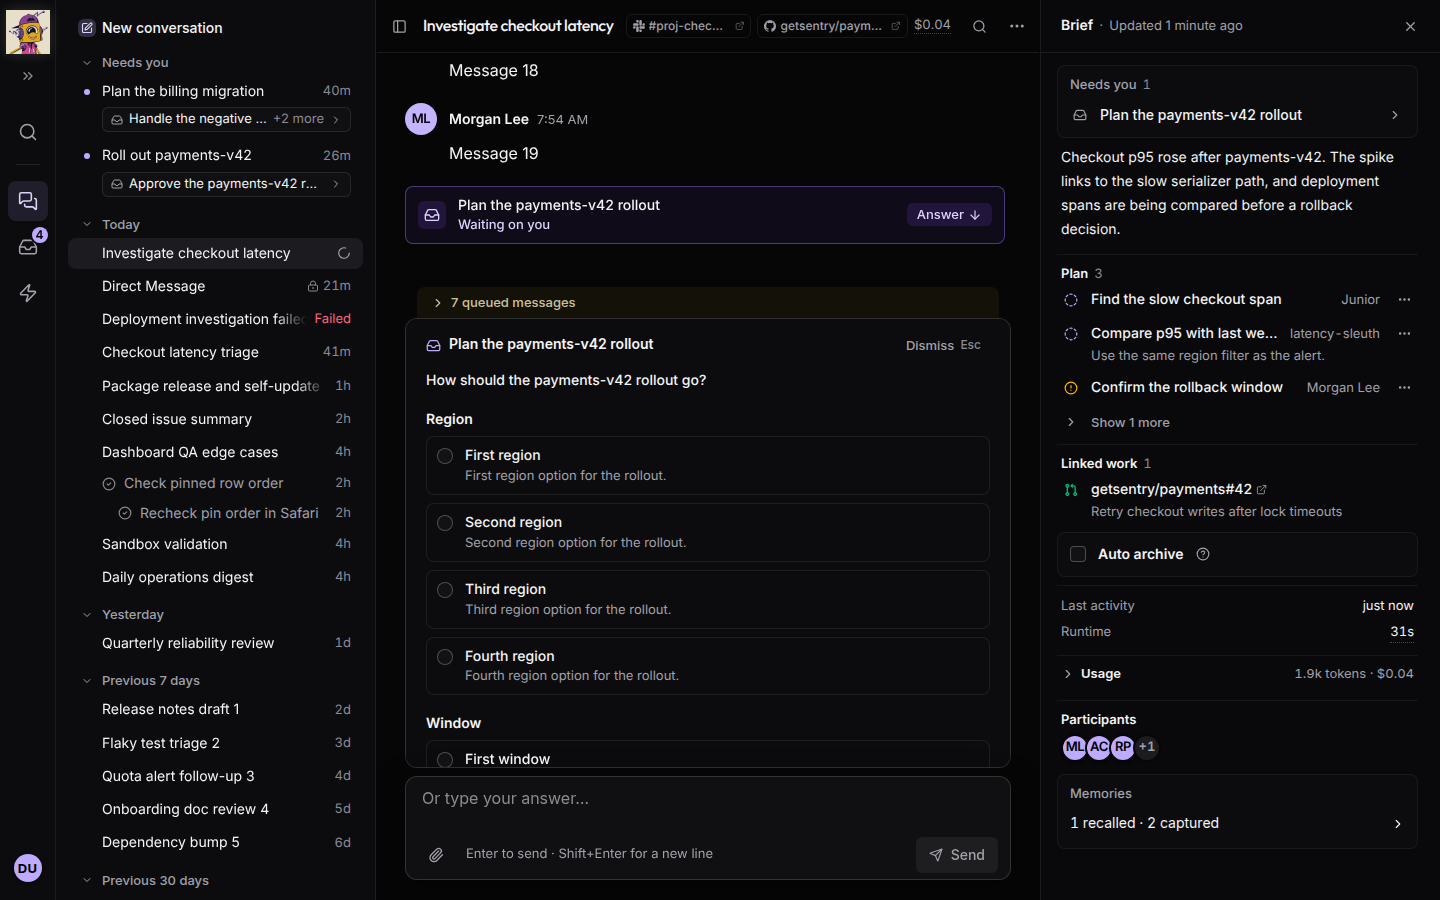 New conversation
Needs you
Plan the billing migration 40m
Handle the negative ... +2 more
Roll out payments-v42 26m
Approve the payments-v42 r...
Today
Investigate checkout latency
Direct Message 21m
Deployment investigation failed Failed
Checkout latency triage 41m
Package release and self-update 1h
Closed issue summary 2h
Dashboard QA edge cases 4h
Check pinned row order 2h
Recheck pin order in Safari 2h
Sandbox validation 4h
Daily operations digest 4h
Yesterday
Quarterly reliability review 1d
Previous 7 days
Release notes draft 1 2d
Flaky test triage 2 3d
Quota alert follow-up 3 4d
Onboarding doc review 4 5d
Dependency bump 5 6d
Previous 30 days
4
DU
Investigate checkout latency #proj-chec... getsentry/paym... $0.04
Message 18
ML Morgan Lee 7:54 AM
Message 19
Plan the payments-v42 rollout
Waiting on you
Answer
7 queued messages
Plan the payments-v42 rollout Dismiss Esc
How should the payments-v42 rollout go?
Region
First region
First region option for the rollout.
Second region
Second region option for the rollout.
Third region
Third region option for the rollout.
Fourth region
Fourth region option for the rollout.
Window
First window
Or type your answer...
Enter to send · Shift+Enter for a new line
Send
Brief · Updated 1 minute ago
Needs you 1
Plan the payments-v42 rollout
Checkout p95 rose after payments-v42. The spike
links to the slow serializer path, and deployment
spans are being compared before a rollback
decision.
Plan 3
Find the slow checkout span Junior
Compare p95 with last we... latency-sleuth
Use the same region filter as the alert.
Confirm the rollback window Morgan Lee
Show 1 more
Linked work 1
getsentry/payments#42
Retry checkout writes after lock timeouts
Auto archive
Last activity just now
Runtime 31s
Usage 1.9k tokens · $0.04
Participants
ML AC RP +1
Memories
1 recalled · 2 captured